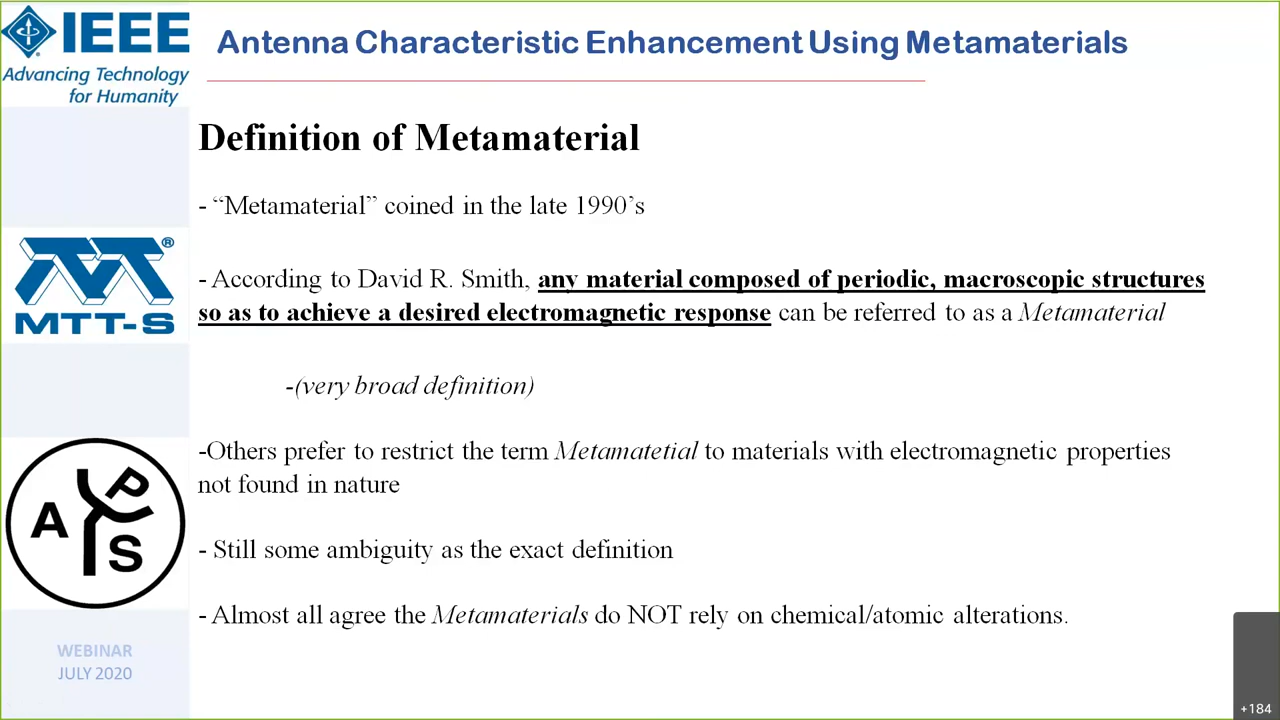 IEEE
Advancing Technology
for Humanity
Antenna Characteristic Enhancement Using Metamaterials
Definition of Metamaterial
- “Metamaterial” coined in the late 1990’s
- According to David R. Smith, any material composed of periodic, macroscopic structures
so as to achieve a desired electromagnetic response can be referred to as a Metamaterial
-(very broad definition)
-Others prefer to restrict the term Metamatetial to materials with electromagnetic properties
not found in nature
- Still some ambiguity as the exact definition
- Almost all agree the Metamaterials do NOT rely on chemical/atomic alterations.
MTT-S
®
A P S
WEBINAR
JULY 2020
+184